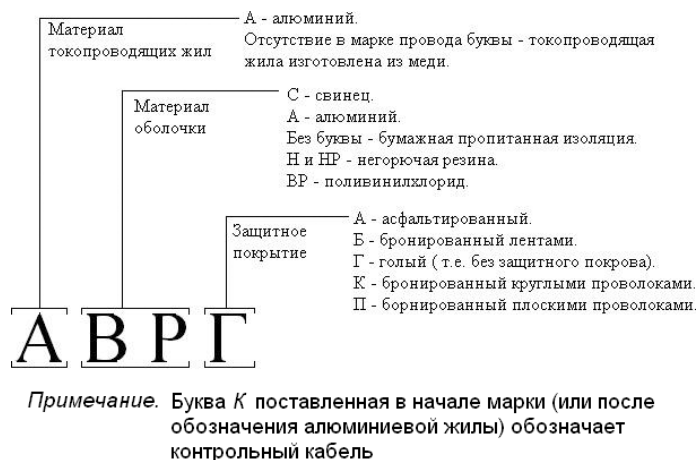 Материал
токопроводящих жил
А - алюминий.
Отсутствие в марке провода буквы - токопроводящая
жила изготовлена из меди.
Материал
оболочки
С - свинец.
А - алюминий.
Без буквы - бумажная пропитанная изоляция.
Н и НР - негорючая резина.
ВР - поливинилхлорид.
Защитное
покрытие
А - асфальтированный.
Б - бронированный лентами.
Г - голый ( т.е. без защитного покрова).
К - бронированный круглыми проволоками.
П - борнированный плоскими проволоками.
А В Р Г
Примечание. Буква К поставленная в начале марки (или после
обозначения алюминиевой жилы) обозначает
контрольный кабель